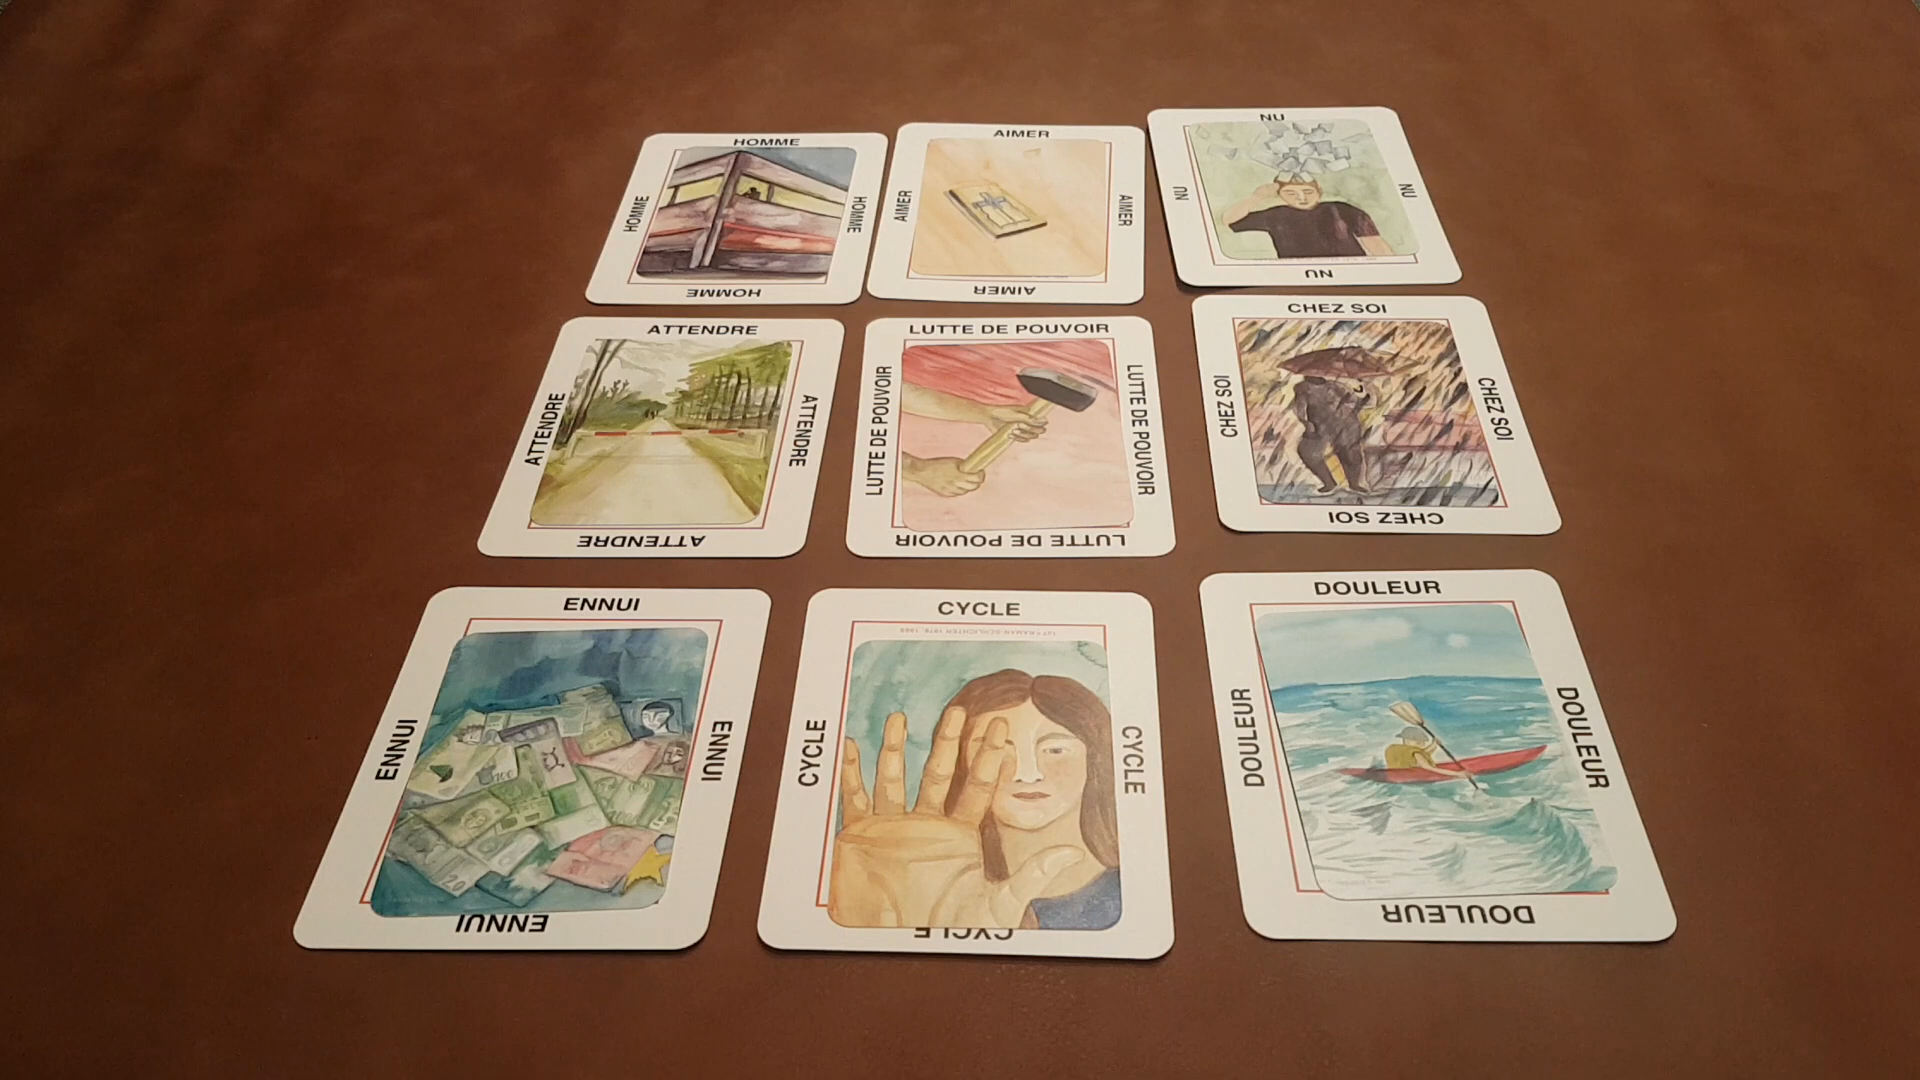 HOMME
HOMME
HOMME
HOMME
AIMER
AIMER
AIMER
AIMER
NU
NU
NU
NU
ATTENDRE
ATTENDRE
ATTENDRE
ATTENDRE
LUTTE DE POUVOIR
LUTTE DE POUVOIR
LUTTE DE POUVOIR
LUTTE DE POUVOIR
CHEZ SOI
CHEZ SOI
CHEZ SOI
CHEZ SOI
ENNUI
ENNUI
ENNUI
ENNUI
CYCLE
CYCLE
CYCLE
CYCLE
DOULEUR
DOULEUR
DOULEUR
DOULEUR